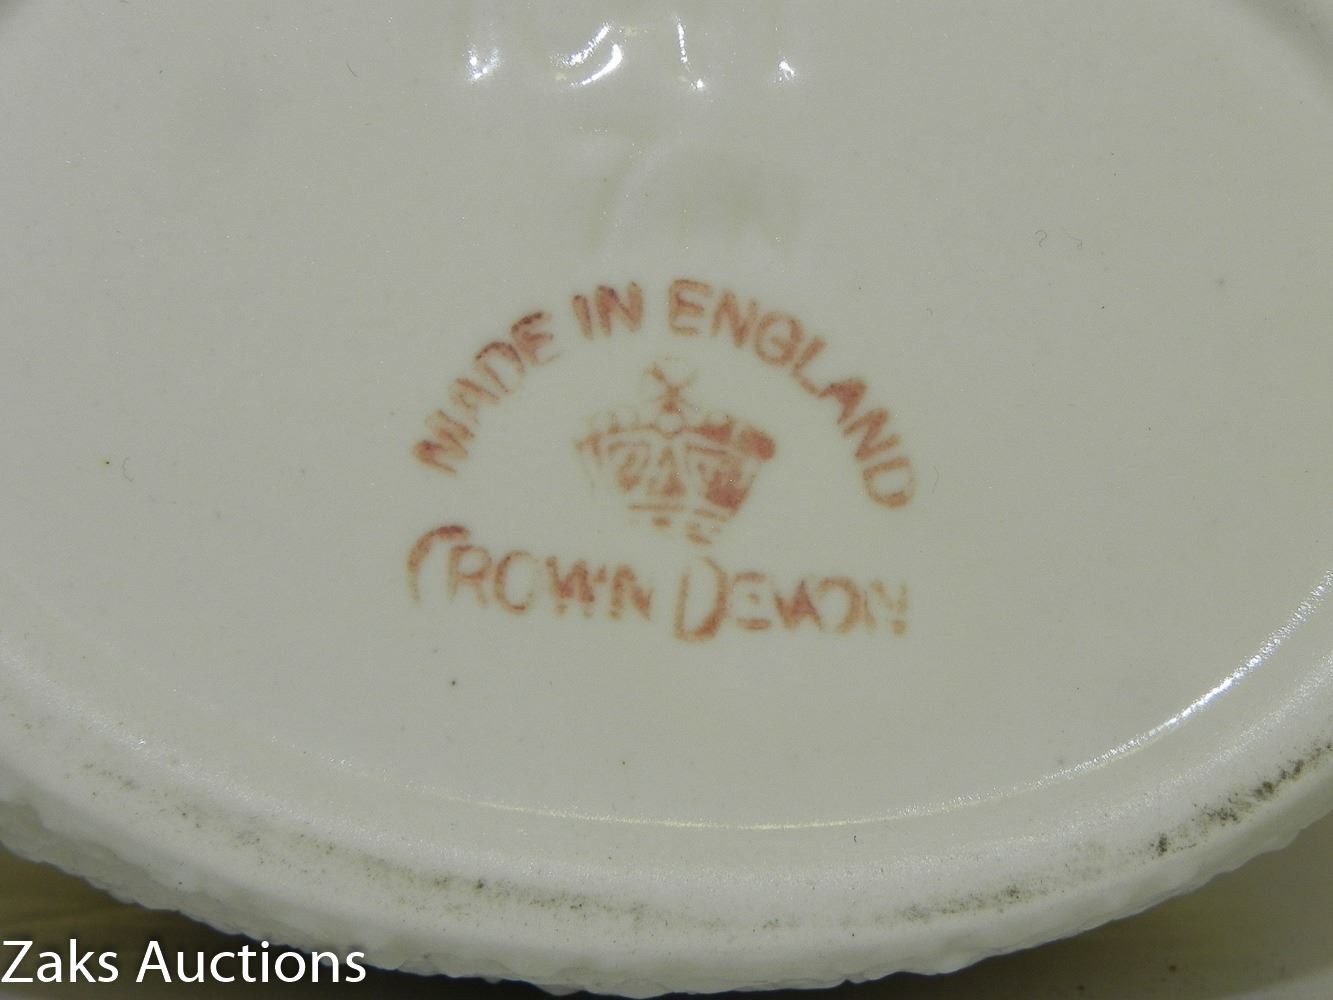 MADE IN ENGLAND
CROWN DEVON
Zaks Auctions